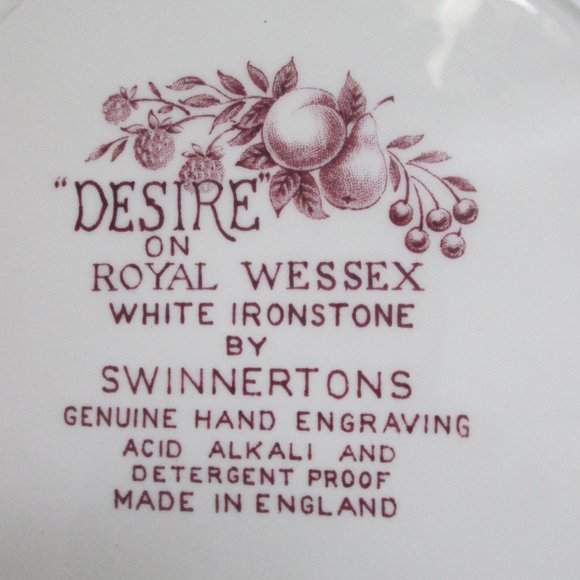 "DESIRE"
ON
ROYAL WESSEX
WHITE IRONSTONE
BY
SWINNERTONS
GENUINE HAND ENGRAVING
ACID ALKALI AND
DETERGENT PROOF
MADE IN ENGLAND